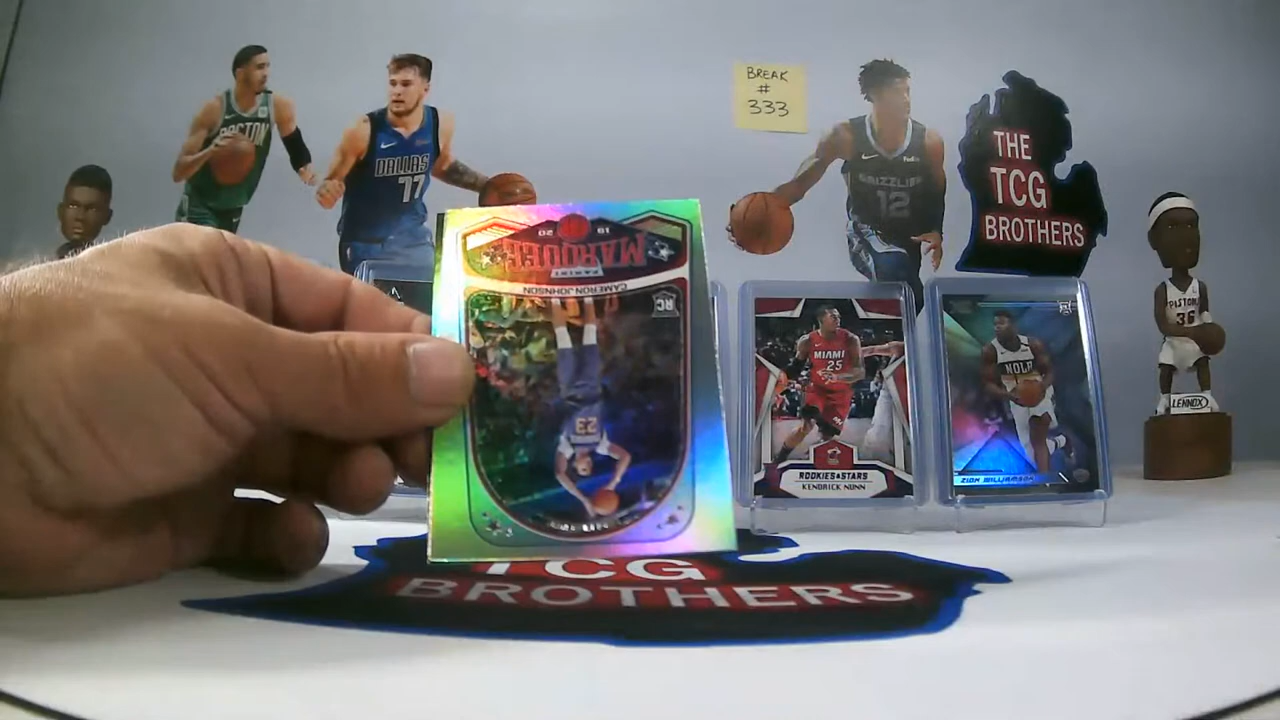 BREAK
#
333
BOSTON
DALLAS
77
GRIZZLIES
12
THE
TCG
BROTHERS
PISTONS
36
LENNOX
20 19
MARQUEE
PANINI
CAMERON JOHNSON
RC
23
MIAMI
25
ROOKIES & STARS
KENDRICK NUNN
NOLA
ZION WILLIAMSON
TCG
BROTHERS